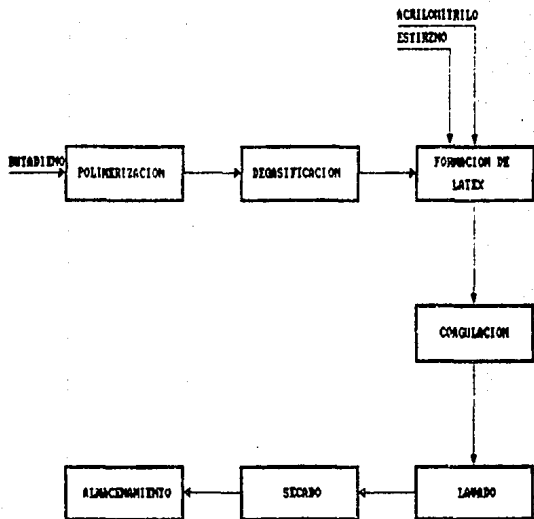 ACRILONITRILO
ESTIRENO
BUTADIENO
POLIMERIZACION
DEGASIFICACION
FORMACION DE
LATEX
COAGULACION
ALMACENAMIENTO
SECADO
LAVADO